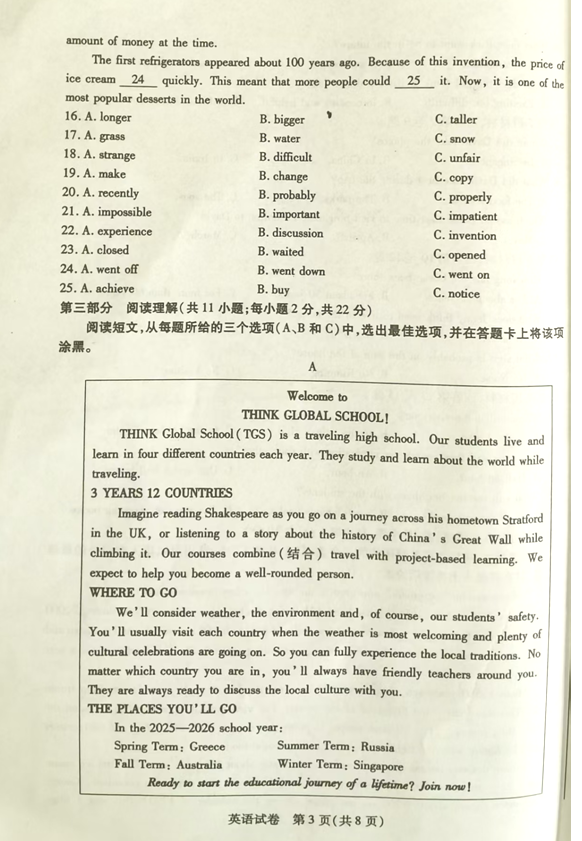 amount of money at the time.
The first refrigerators appeared about 100 years ago. Because of this invention, the price of
ice cream 24 quickly. This meant that more people could 25 it. Now, it is one of the
most popular desserts in the world.
16. A. longer B. bigger C. taller
17. A. grass B. water C. snow
18. A. strange B. difficult C. unfair
19. A. make B. change C. copy
20. A. recently B. probably C. properly
21. A. impossible B. important C. impatient
22. A. experience B. discussion C. invention
23. A. closed B. waited C. opened
24. A. went off B. went down C. went on
25. A. achieve B. buy C. notice
第三部分 阅读理解(共11小题;每小题2分,共22分)
阅读短文,从每题所给的三个选项(A、B和C)中,选出最佳选项,并在答题卡上将该项
涂黑。
A
Welcome to
THINK GLOBAL SCHOOL!
THINK Global School(TGS) is a traveling high school. Our students live and
learn in four different countries each year. They study and learn about the world while
traveling.
3 YEARS 12 COUNTRIES
Imagine reading Shakespeare as you go on a journey across his hometown Stratford
in the UK, or listening to a story about the history of China's Great Wall while
climbing it. Our courses combine(结合) travel with project-based learning. We
expect to help you become a well-rounded person.
WHERE TO GO
We'll consider weather, the environment and, of course, our students' safety.
You'll usually visit each country when the weather is most welcoming and plenty of
cultural celebrations are going on. So you can fully experience the local traditions. No
matter which country you are in, you'll always have friendly teachers around you.
They are always ready to discuss the local culture with you.
THE PLACES YOU'LL GO
In the 2025—2026 school year:
Spring Term: Greece Summer Term: Russia
Fall Term: Australia Winter Term: Singapore
Ready to start the educational journey of a lifetime? Join now!
英语试卷 第3页(共8页)